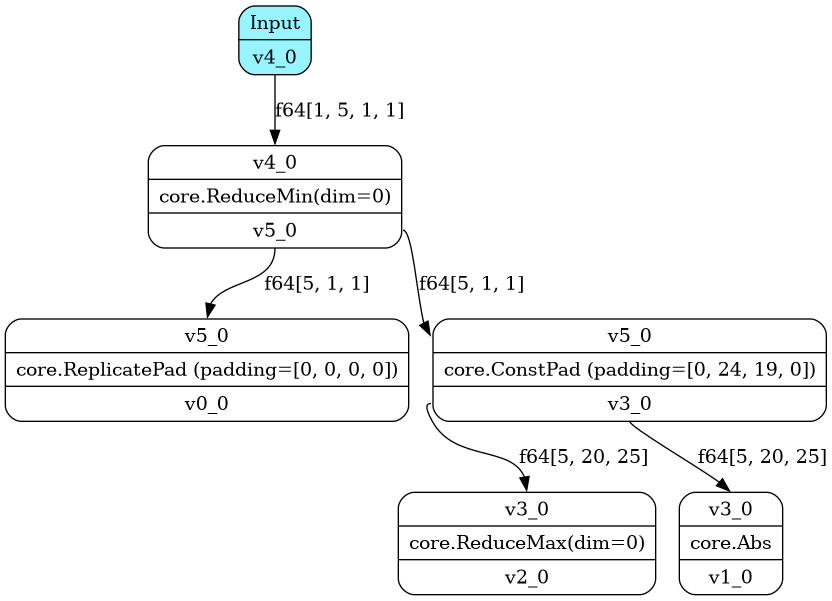 Input
v4_0
f64[1, 5, 1, 1]
v4_0
core.ReduceMin(dim=0)
v5_0
f64[5, 1, 1]
f64[5, 1, 1]
v5_0
core.ReplicatePad (padding=[0, 0, 0, 0])
v0_0
v5_0
core.ConstPad (padding=[0, 24, 19, 0])
v3_0
f64[5, 20, 25]
f64[5, 20, 25]
v3_0
core.ReduceMax(dim=0)
v2_0
v3_0
core.Abs
v1_0